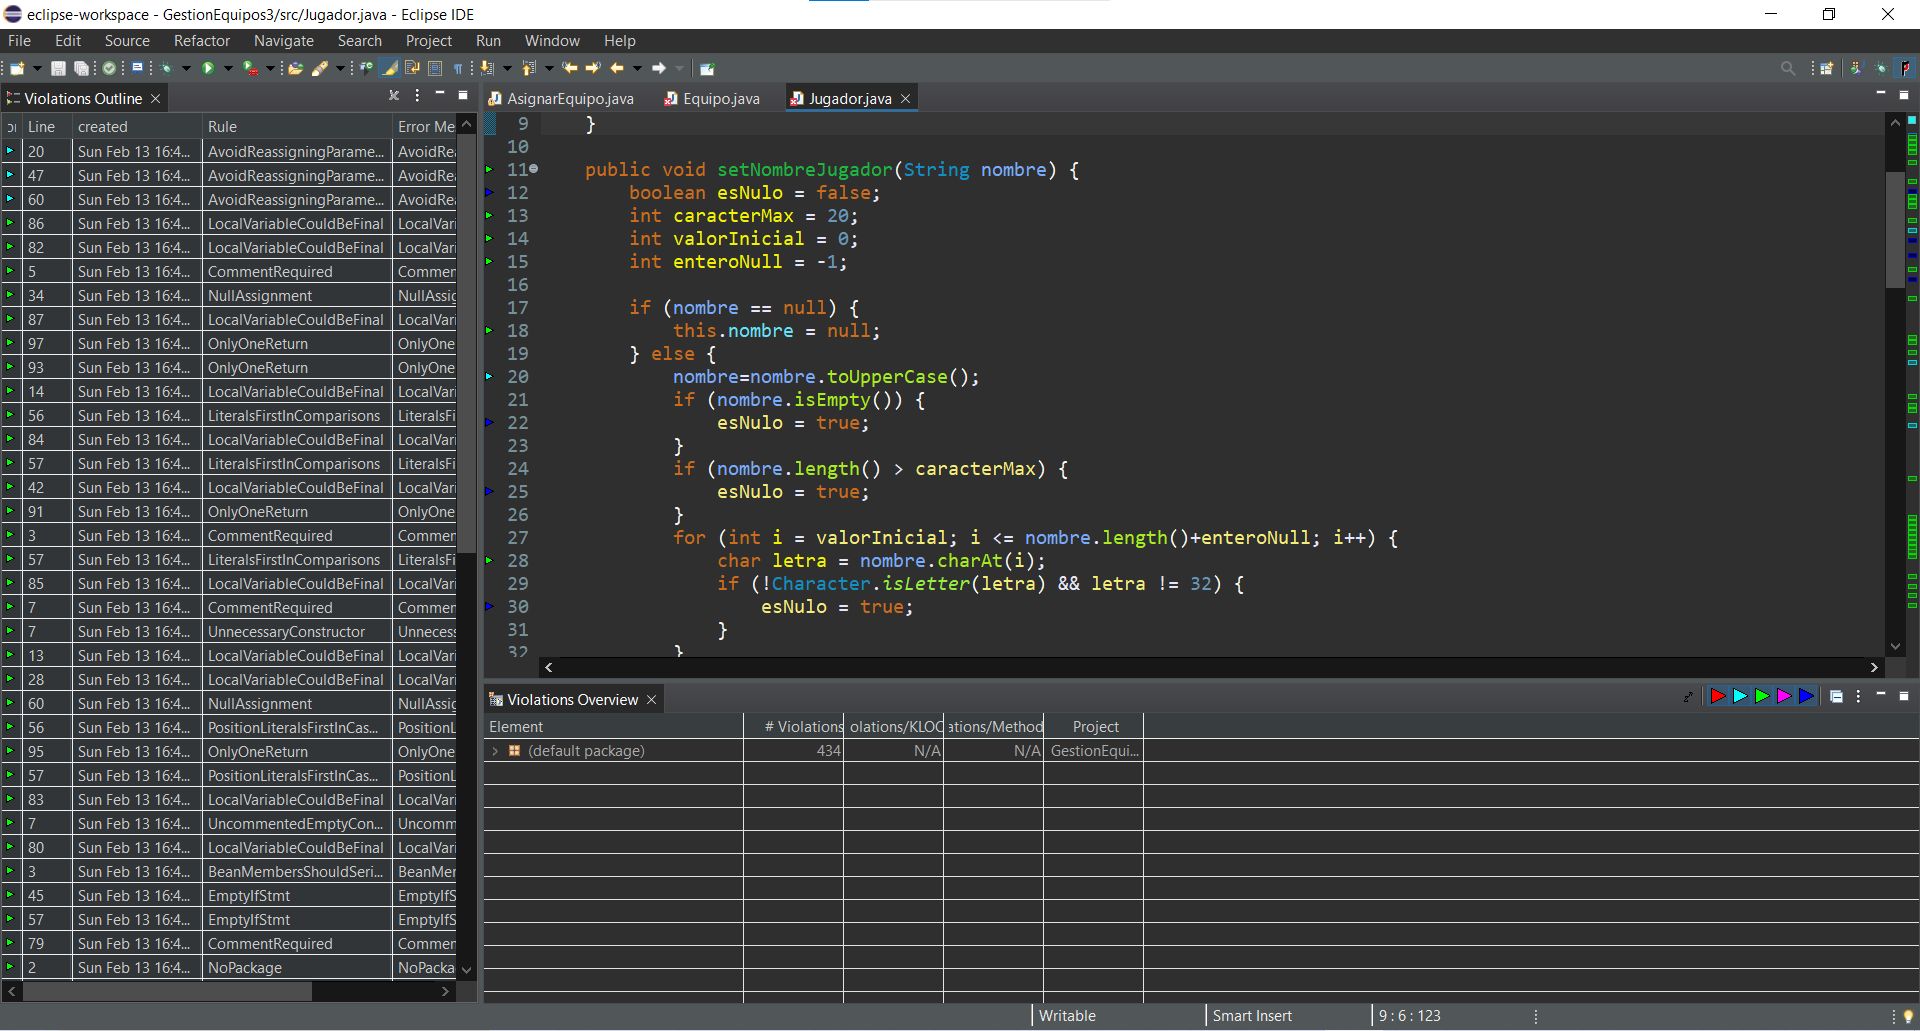 eclipse-workspace - GestionEquipos3/src/Jugador.java - Eclipse IDE
File Edit Source Refactor Navigate Search Project Run Window Help
Violations Outline
Line created Rule Error Me
20 Sun Feb 13 16:4... AvoidReassigningParame... AvoidRea
47 Sun Feb 13 16:4... AvoidReassigningParame... AvoidRea
60 Sun Feb 13 16:4... AvoidReassigningParame... AvoidRea
86 Sun Feb 13 16:4... LocalVariableCouldBeFinal LocalVari
82 Sun Feb 13 16:4... LocalVariableCouldBeFinal LocalVari
5 Sun Feb 13 16:4... CommentRequired Commen
34 Sun Feb 13 16:4... NullAssignment NullAssig
87 Sun Feb 13 16:4... LocalVariableCouldBeFinal LocalVari
97 Sun Feb 13 16:4... OnlyOneReturn OnlyOne
93 Sun Feb 13 16:4... OnlyOneReturn OnlyOne
14 Sun Feb 13 16:4... LocalVariableCouldBeFinal LocalVari
56 Sun Feb 13 16:4... LiteralsFirstInComparisons LiteralsFi
84 Sun Feb 13 16:4... LocalVariableCouldBeFinal LocalVari
57 Sun Feb 13 16:4... LiteralsFirstInComparisons LiteralsFi
42 Sun Feb 13 16:4... LocalVariableCouldBeFinal LocalVari
91 Sun Feb 13 16:4... OnlyOneReturn OnlyOne
3 Sun Feb 13 16:4... CommentRequired Commen
57 Sun Feb 13 16:4... LiteralsFirstInComparisons LiteralsFi
85 Sun Feb 13 16:4... LocalVariableCouldBeFinal LocalVari
7 Sun Feb 13 16:4... CommentRequired Commen
7 Sun Feb 13 16:4... UnnecessaryConstructor Unnecess
13 Sun Feb 13 16:4... LocalVariableCouldBeFinal LocalVari
28 Sun Feb 13 16:4... LocalVariableCouldBeFinal LocalVari
60 Sun Feb 13 16:4... NullAssignment NullAssig
56 Sun Feb 13 16:4... PositionLiteralsFirstInCas... PositionL
95 Sun Feb 13 16:4... OnlyOneReturn OnlyOne
57 Sun Feb 13 16:4... PositionLiteralsFirstInCas... PositionL
83 Sun Feb 13 16:4... LocalVariableCouldBeFinal LocalVari
7 Sun Feb 13 16:4... UncommentedEmptyCon... Uncomm
80 Sun Feb 13 16:4... LocalVariableCouldBeFinal LocalVari
3 Sun Feb 13 16:4... BeanMembersShouldSeri... BeanMer
45 Sun Feb 13 16:4... EmptyIfStmt EmptyIfS
57 Sun Feb 13 16:4... EmptyIfStmt EmptyIfS
79 Sun Feb 13 16:4... CommentRequired Commen
2 Sun Feb 13 16:4... NoPackage NoPacka
AsignarEquipo.java Equipo.java Jugador.java
9 }
10
11 public void setNombreJugador(String nombre) {
12 boolean esNulo = false;
13 int caracterMax = 20;
14 int valorInicial = 0;
15 int enteroNull = -1;
16
17 if (nombre == null) {
18 this.nombre = null;
19 } else {
20 nombre=nombre.toUpperCase();
21 if (nombre.isEmpty()) {
22 esNulo = true;
23 }
24 if (nombre.length() > caracterMax) {
25 esNulo = true;
26 }
27 for (int i = valorInicial; i <= nombre.length()+enteroNull; i++) {
28 char letra = nombre.charAt(i);
29 if (!Character.isLetter(letra) && letra != 32) {
30 esNulo = true;
31 }
32 }
Violations Overview
Element # Violations olations/KLOC ations/Method Project
(default package) 434 N/A N/A GestionEqui...
Writable Smart Insert 9 : 6 : 123